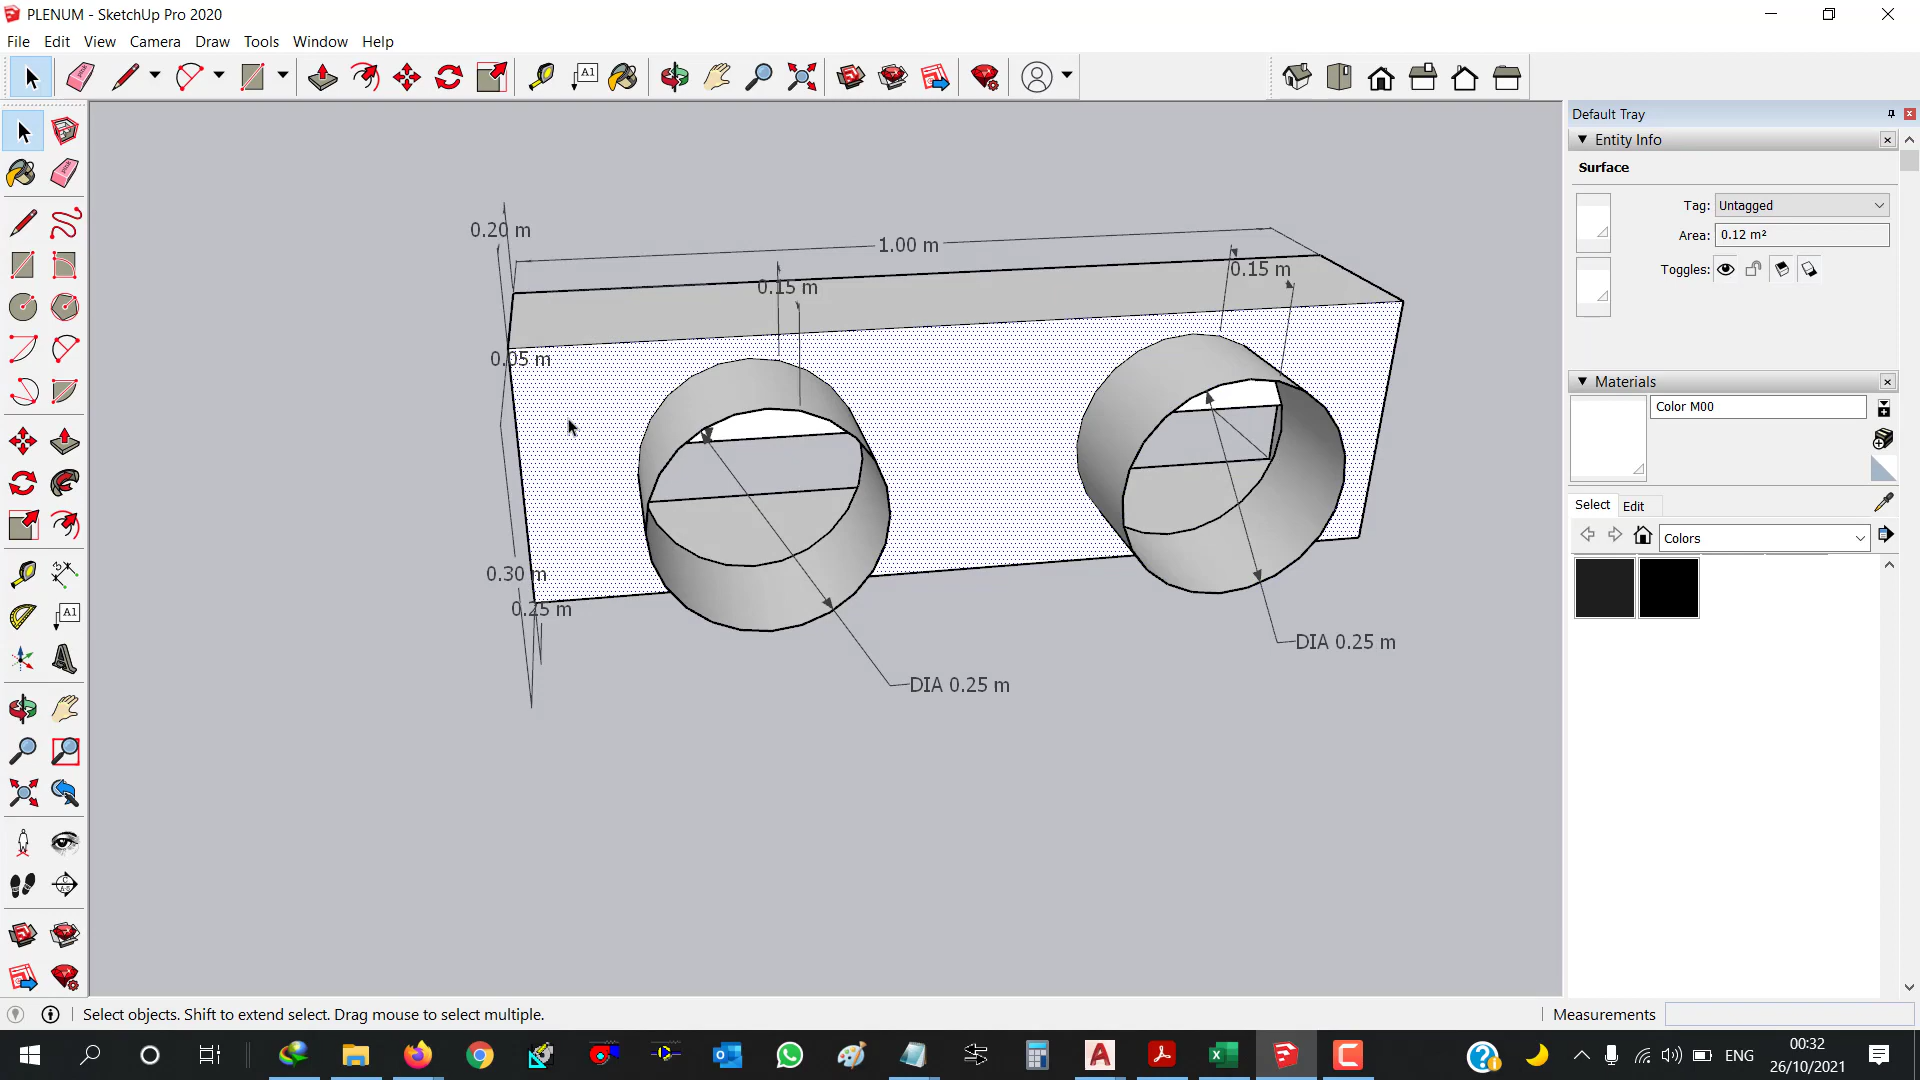 PLENUM - SketchUp Pro 2020
File Edit View Camera Draw Tools Window Help
A1
Default Tray
Entity Info
Surface
Tag: Untagged
Area: 0.12 m²
Toggles:
Materials
Color M00
Select Edit
Colors
0.20 m
1.00 m
0.15 m
0.15 m
0.05 m
0.30 m
0.25 m
DIA 0.25 m
DIA 0.25 m
A1
Select objects. Shift to extend select. Drag mouse to select multiple.
Measurements
ENG
00:32
26/10/2021